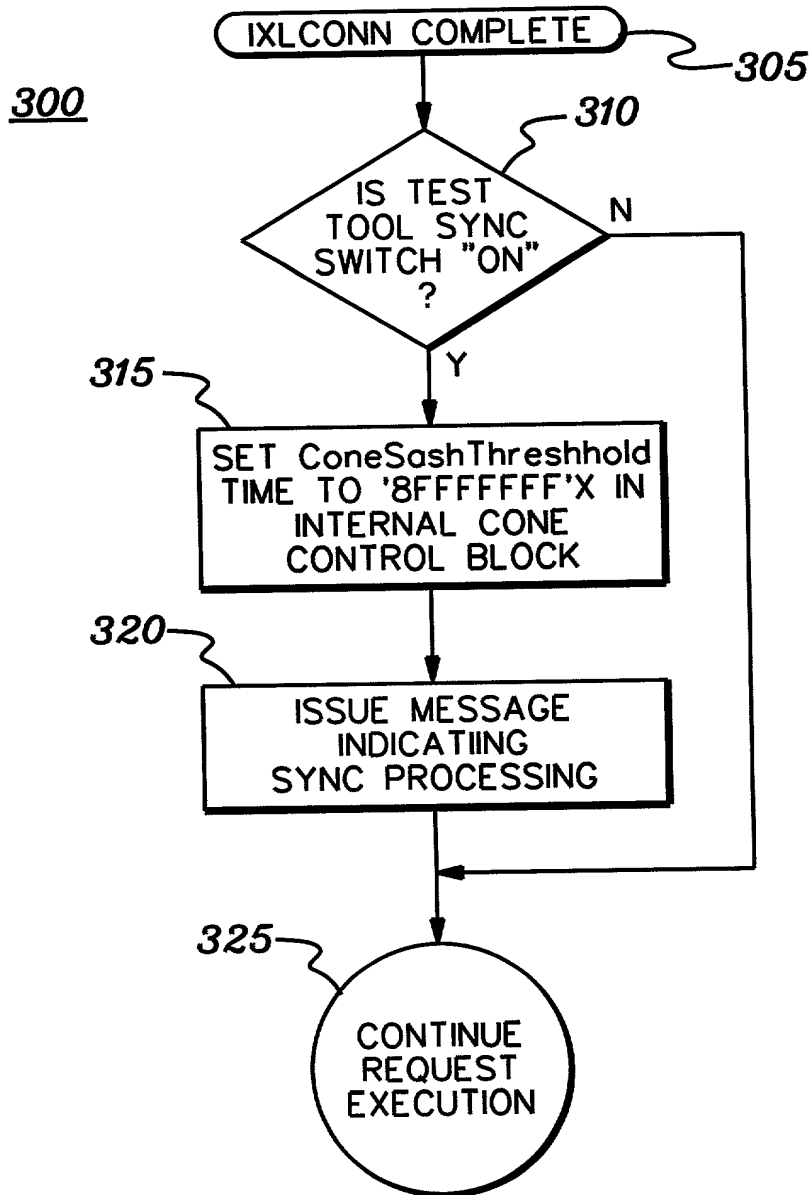 IXLCONN COMPLETE
305
300
310
IS TEST
TOOL SYNC
SWITCH "ON"
?
N
Y
315
SET ConeSashThreshhold
TIME TO '8FFFFFFF'X IN
INTERNAL CONE
CONTROL BLOCK
320
ISSUE MESSAGE
INDICATIING
SYNC PROCESSING
325
CONTINUE
REQUEST
EXECUTION